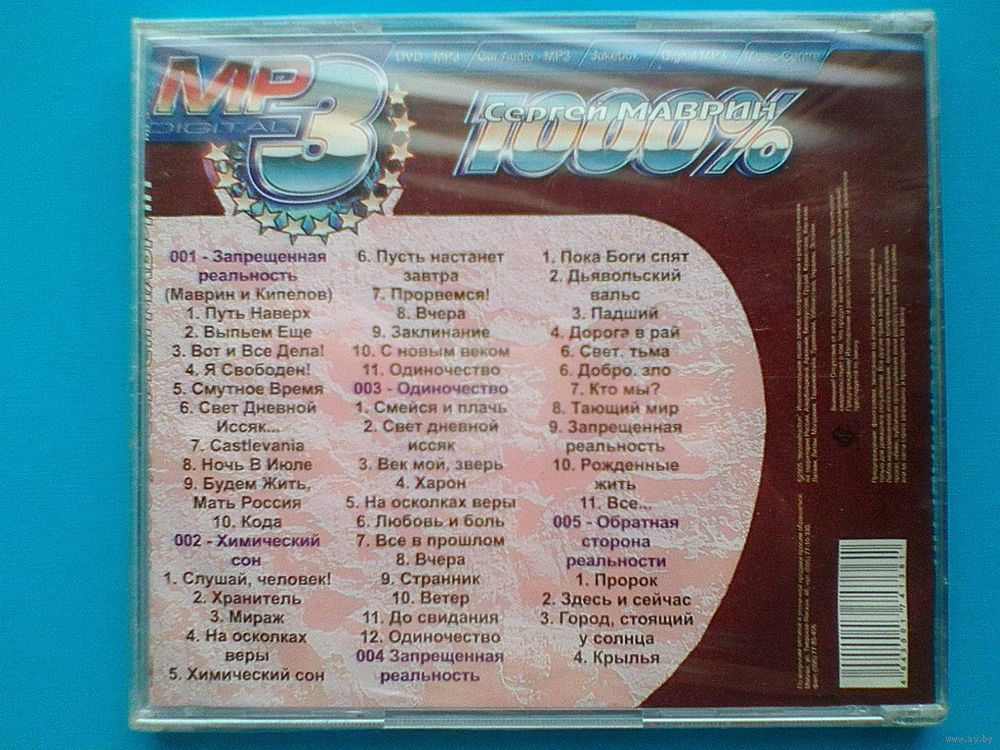 DVD - MP3 / Car Audio - MP3 / Jukebox / Digital MP3 / Music Centre
MP3
DIGITAL
Сергей МАВРИН
1000%
001 - Запрещенная
реальность
(Маврин и Кипелов)
1. Путь Наверх
2. Выпьем Еще
3. Вот и Все Дела!
4. Я Свободен!
5. Смутное Время
6. Свет Дневной
Иссяк...
7. Castlevania
8. Ночь В Июле
9. Будем Жить,
Мать Россия
10. Кода
002 - Химический
сон
1. Слушай, человек!
2. Хранитель
3. Мираж
4. На осколках
веры
5. Химический сон
6. Пусть настанет
завтра
7. Прорвемся!
8. Вчера
9. Заклинание
10. С новым веком
11. Одиночество
003 - Одиночество
1. Смейся и плачь
2. Свет дневной
иссяк
3. Век мой, зверь
4. Харон
5. На осколках веры
6. Любовь и боль
7. Все в прошлом
8. Вчера
9. Странник
10. Ветер
11. До свидания
12. Одиночество
004 Запрещенная
реальность
1. Пока Боги спят
2. Дьявольский
вальс
3. Падший
4. Дорога в рай
6. Свет. тьма
6. Добро. зло
7. Кто мы?
8. Тающий мир
9. Запрещенная
реальность
10. Рожденные
жить
11. Все...
005 - Обратная
сторона
реальности
1. Пророк
2. Здесь и сейчас
3. Город, стоящий
у солнца
4. Крылья
www.ay.by